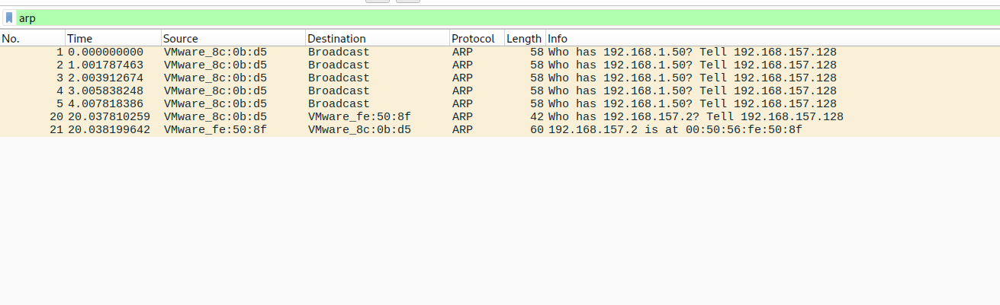 arp
No. Time Source Destination Protocol Length Info
1 0.000000000 VMware_8c:0b:d5 Broadcast ARP 58 Who has 192.168.1.50? Tell 192.168.157.128
2 1.001787463 VMware_8c:0b:d5 Broadcast ARP 58 Who has 192.168.1.50? Tell 192.168.157.128
3 2.003912674 VMware_8c:0b:d5 Broadcast ARP 58 Who has 192.168.1.50? Tell 192.168.157.128
4 3.005838248 VMware_8c:0b:d5 Broadcast ARP 58 Who has 192.168.1.50? Tell 192.168.157.128
5 4.007818386 VMware_8c:0b:d5 Broadcast ARP 58 Who has 192.168.1.50? Tell 192.168.157.128
20 20.037810259 VMware_8c:0b:d5 VMware_fe:50:8f ARP 42 Who has 192.168.157.2? Tell 192.168.157.128
21 20.038199642 VMware_fe:50:8f VMware_8c:0b:d5 ARP 60 192.168.157.2 is at 00:50:56:fe:50:8f